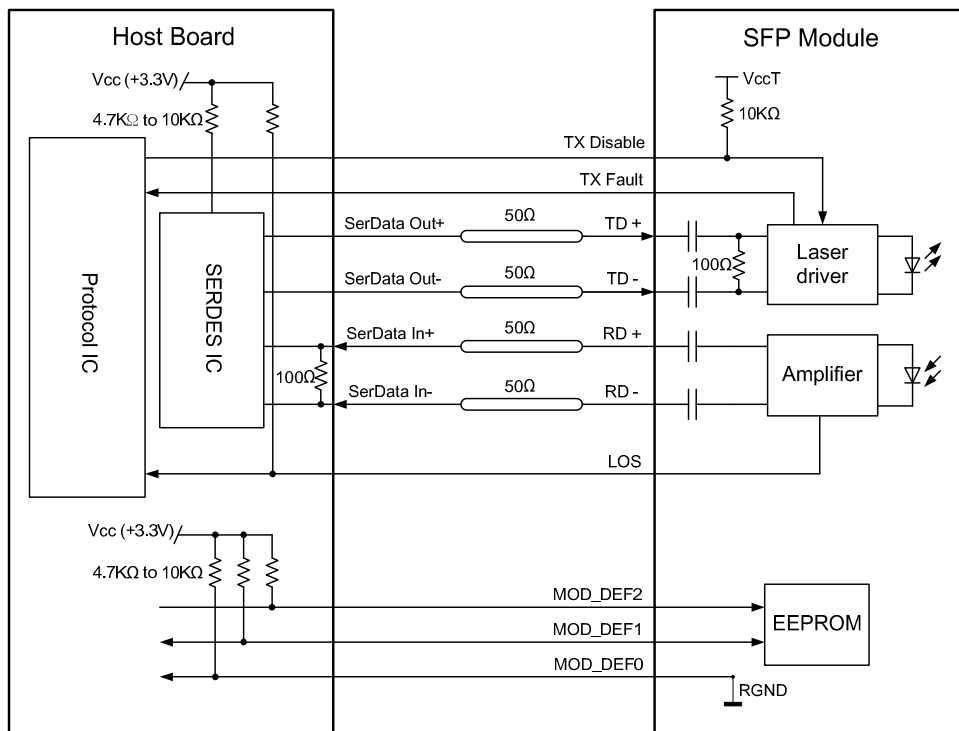 Host Board
SFP Module
Vcc (+3.3V)
VccT
4.7KΩ to 10KΩ
10KΩ
TX Disable
TX Fault
SerData Out+
50Ω
TD +
Laser
driver
100Ω
SerData Out-
50Ω
TD -
Protocol IC
SERDES IC
SerData In+
50Ω
RD +
100Ω
Amplifier
SerData In-
50Ω
RD -
LOS
Vcc (+3.3V)
4.7KΩ to 10KΩ
MOD_DEF2
EEPROM
MOD_DEF1
MOD_DEF0
RGND